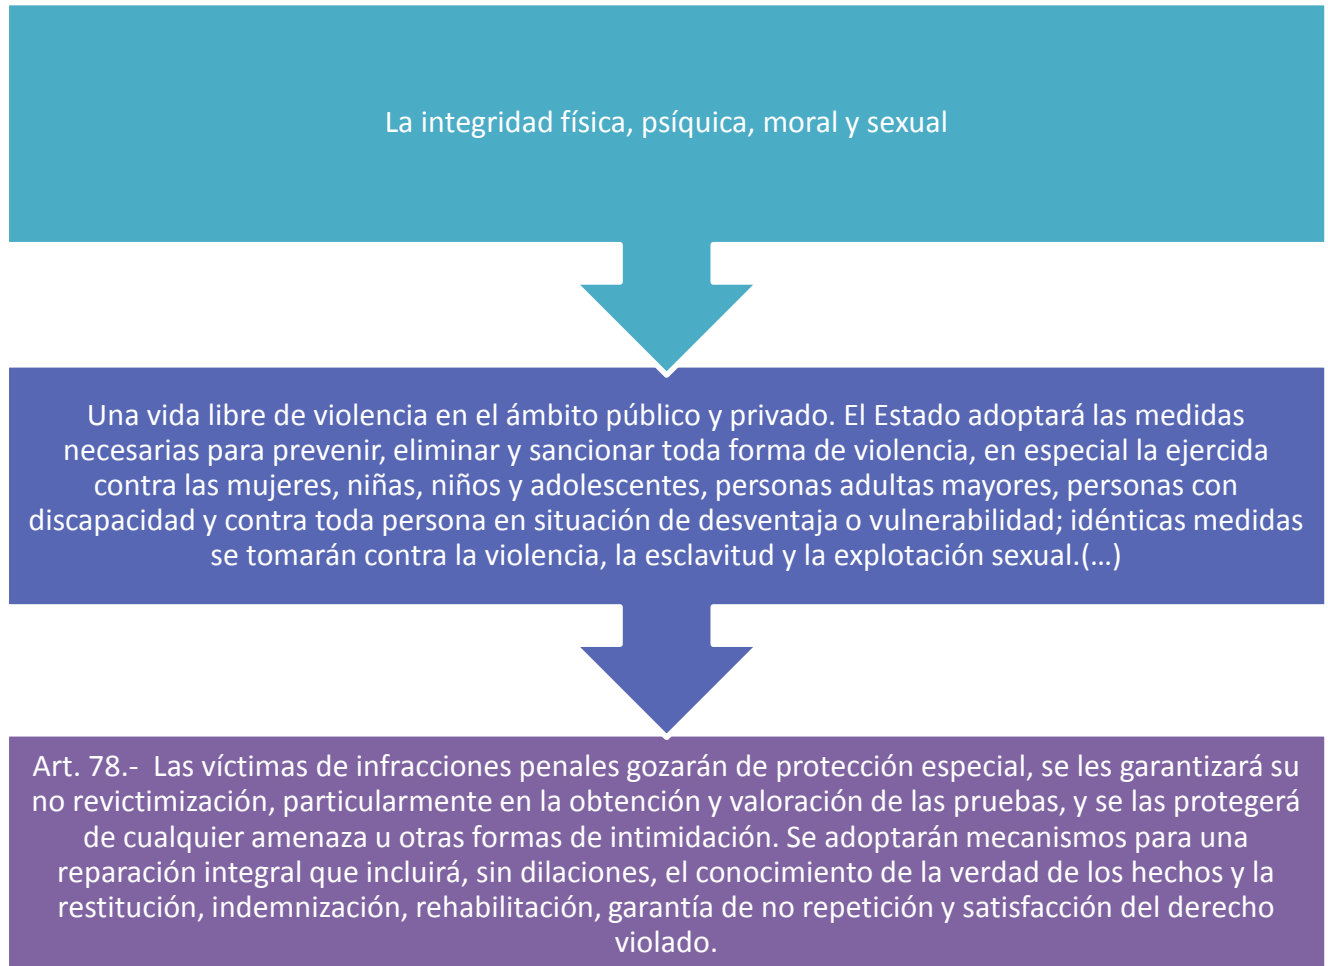 La integridad física, psíquica, moral y sexual
Una vida libre de violencia en el ámbito público y privado. El Estado adoptará las medidas
necesarias para prevenir, eliminar y sancionar toda forma de violencia, en especial la ejercida
contra las mujeres, niñas, niños y adolescentes, personas adultas mayores, personas con
discapacidad y contra toda persona en situación de desventaja o vulnerabilidad; idénticas medidas
se tomarán contra la violencia, la esclavitud y la explotación sexual.(…)
Art. 78.- Las víctimas de infracciones penales gozarán de protección especial, se les garantizará su
no revictimización, particularmente en la obtención y valoración de las pruebas, y se las protegerá
de cualquier amenaza u otras formas de intimidación. Se adoptarán mecanismos para una
reparación integral que incluirá, sin dilaciones, el conocimiento de la verdad de los hechos y la
restitución, indemnización, rehabilitación, garantía de no repetición y satisfacción del derecho
violado.